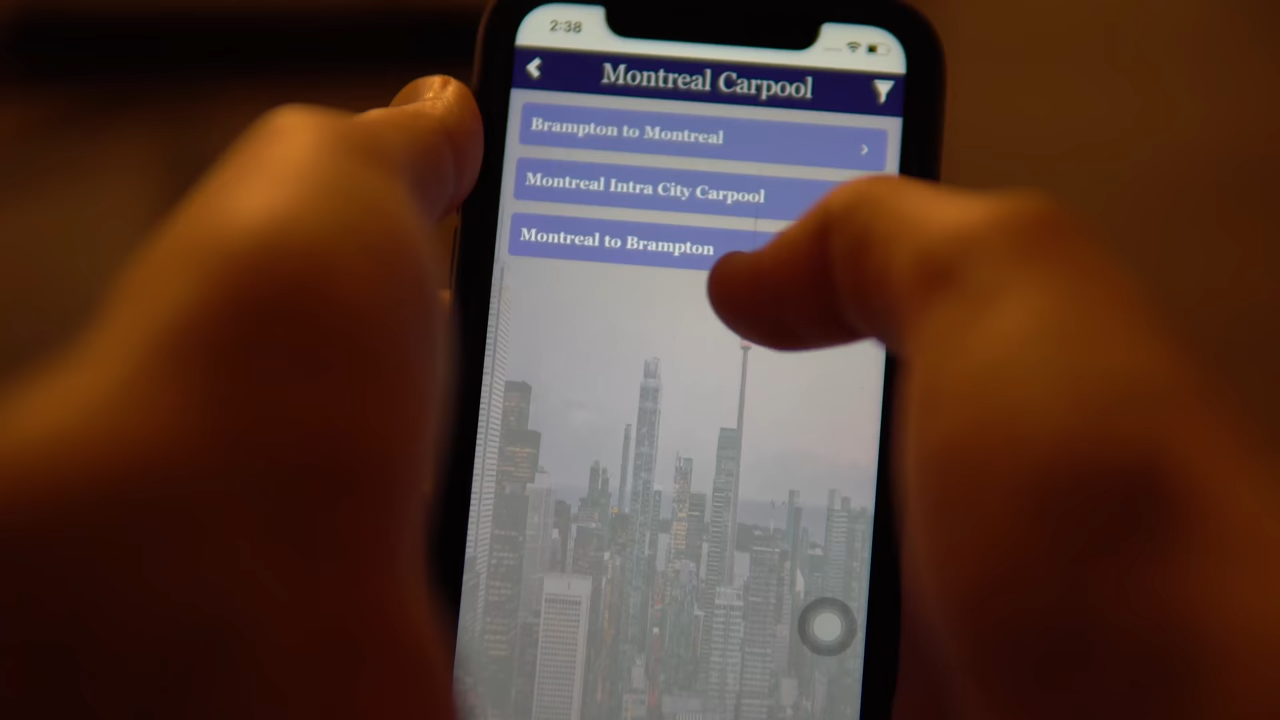 2:38
Montreal Carpool
Brampton to Montreal
Montreal Intra City Carpool
Montreal to Brampton